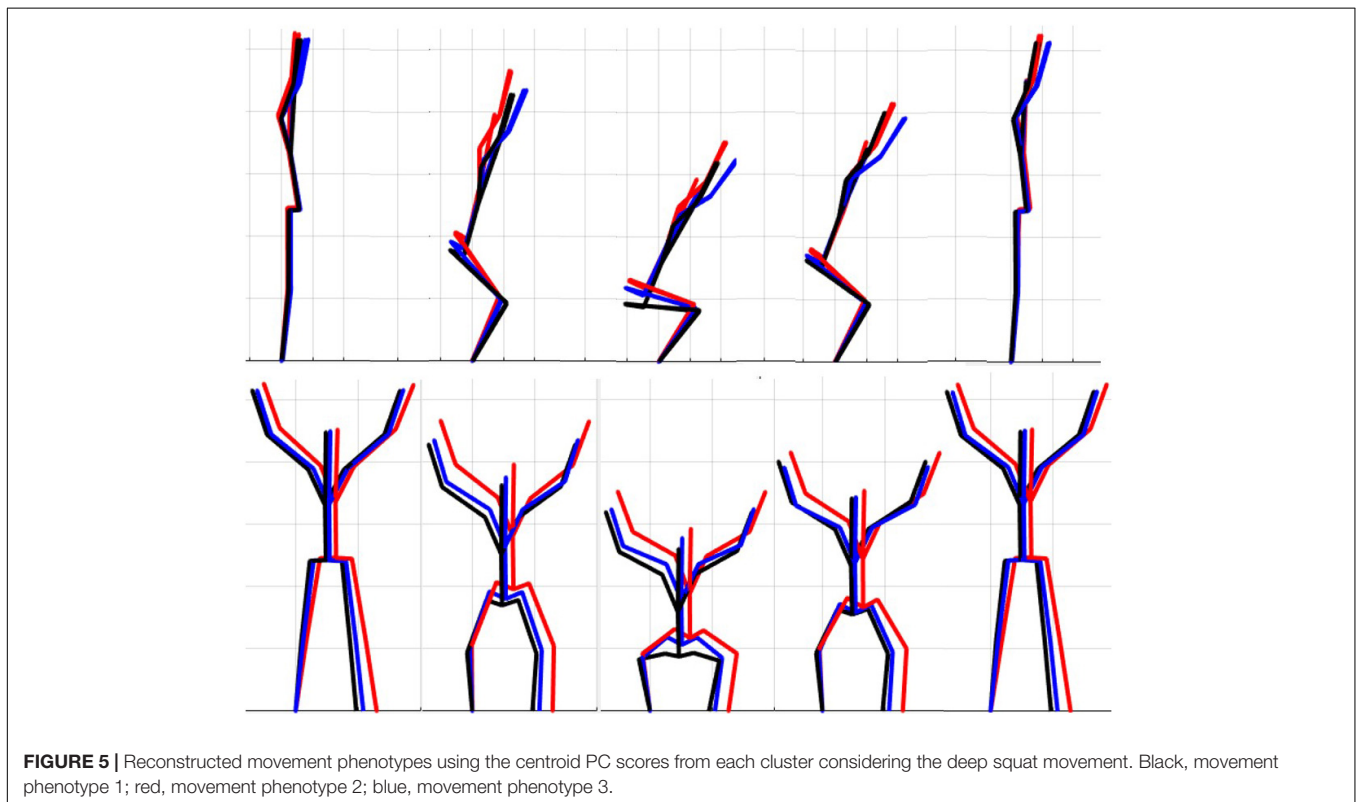 FIGURE 5 | Reconstructed movement phenotypes using the centroid PC scores from each cluster considering the deep squat movement. Black, movement
phenotype 1; red, movement phenotype 2; blue, movement phenotype 3.